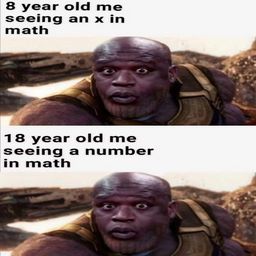 8 year old me
seeing an x in
math
18 year old me
seeing a number
in math